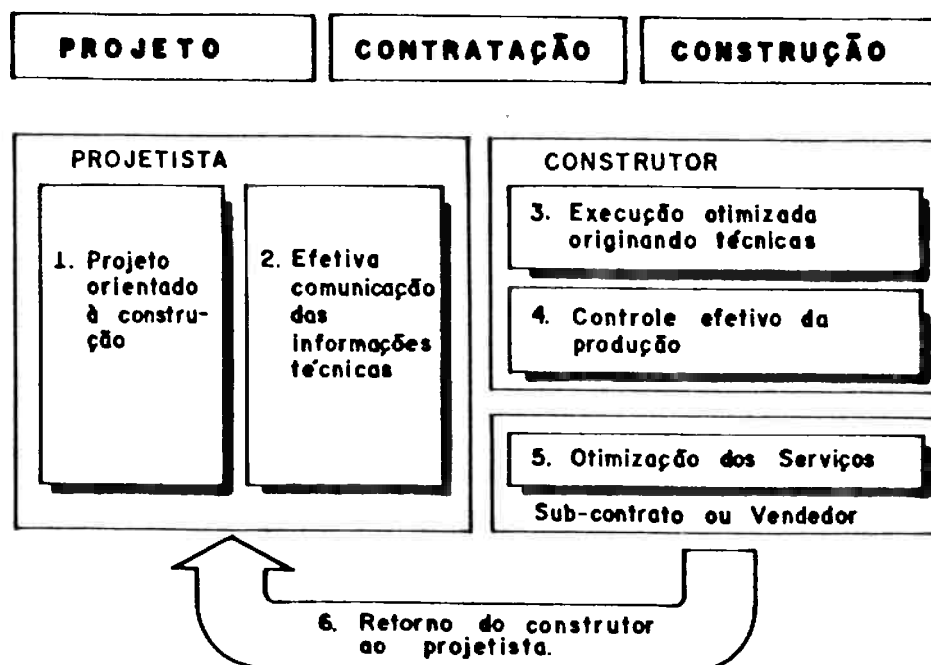 PROJETO
CONTRATAÇÃO
CONSTRUÇÃO
PROJETISTA
1. Projeto
orientado
à constru-
ção
2. Efetiva
comunicação
das
informações
técnicas
CONSTRUTOR
3. Execução otimizada
originando técnicas
4. Controle efetivo da
produção
5. Otimização dos Serviços
Sub-contrato ou Vendedor
6. Retorno do construtor
ao projetista.